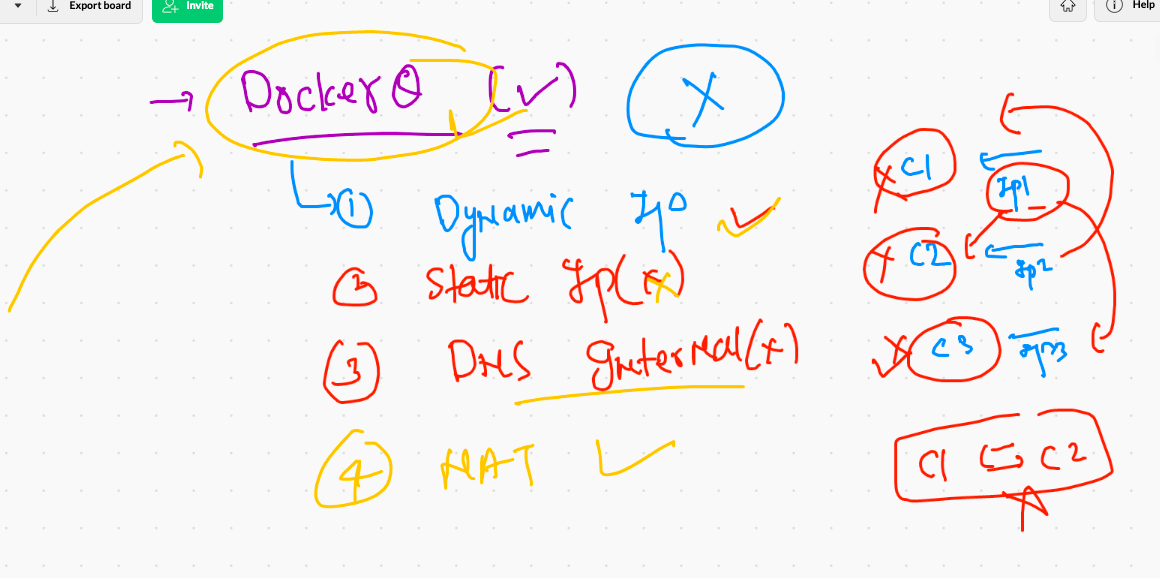 Export board
Invite
Help
→ Docker0 (✓) X
→ (1) Dynamic Ip ✓
(2) Static Ip(x)
(3) DNS Internal(x)
(4) NAT ✓
x C1 Ip1
x C2 Ip2
x C3 Ip3
C1 C2